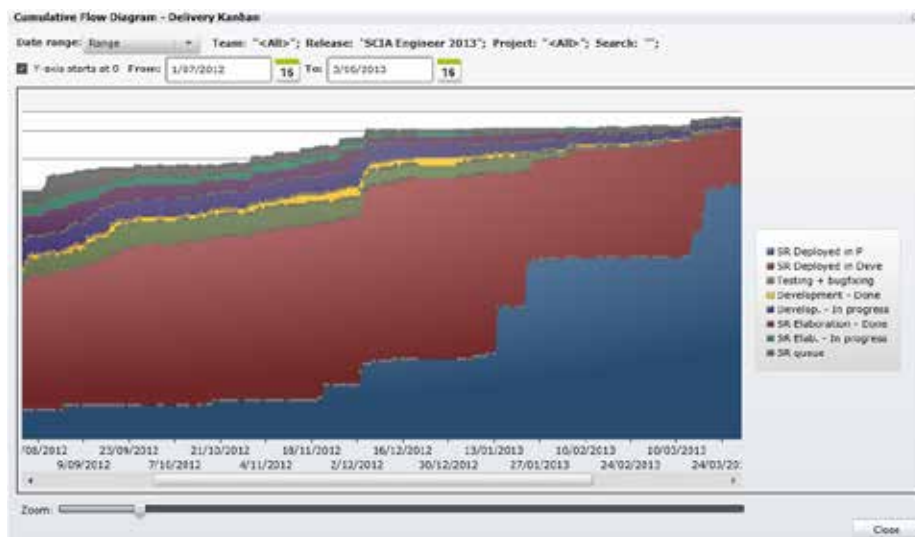 Cumulative Flow Diagram - Delivery Kanban
Date range: Range Team: "<All>"; Release: "SCIA Engineer 2013"; Project: "<All>"; Search: "";
Y-axis starts at 0 From: 1/07/2012 16 To: 16
SR Deployed in P
SR Deployed in Deve
Testing + bugfixing
Development - Done
Develop. - In progress
SR Elaboration - Done
SR Elab. - In progress
SR queue
/08/2012 23/09/2012 21/10/2012 18/11/2012 16/12/2012 13/01/2013 10/02/2013 10/03/2013
9/09/2012 7/10/2012 4/11/2012 2/12/2012 30/12/2012 27/01/2013 24/02/2013 24/03/20
Zoom:
Close